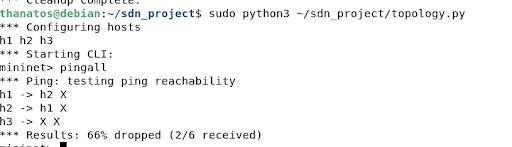 *** Cleanup complete.
thanatos@debian:~/sdn_project$ sudo python3 ~/sdn_project/topology.py
*** Configuring hosts
h1 h2 h3
*** Starting CLI:
mininet> pingall
*** Ping: testing ping reachability
h1 -> h2 X
h2 -> h1 X
h3 -> X X
*** Results: 66% dropped (2/6 received)
mininet>